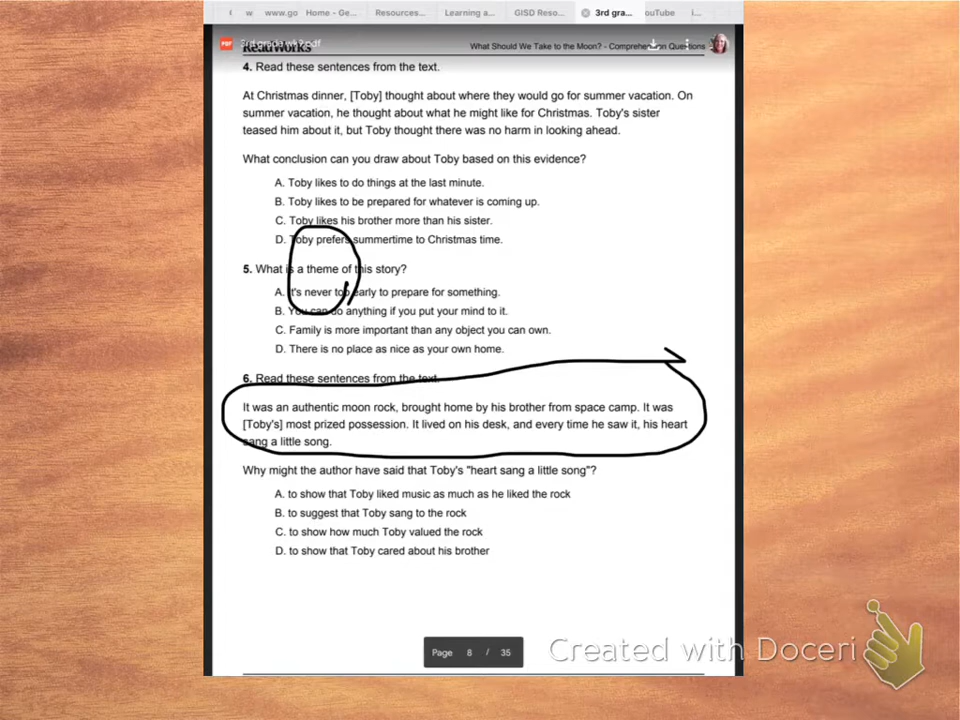 w www.go Home - Ge... Resources... Learning a... GISD Reso... 3rd gra... ouTube i...
PDF 3rd grade pdf
ReadWorks What Should We Take to the Moon? - Comprehension Questions
4. Read these sentences from the text.
At Christmas dinner, [Toby] thought about where they would go for summer vacation. On
summer vacation, he thought about what he might like for Christmas. Toby's sister
teased him about it, but Toby thought there was no harm in looking ahead.
What conclusion can you draw about Toby based on this evidence?
A. Toby likes to do things at the last minute.
B. Toby likes to be prepared for whatever is coming up.
C. Toby likes his brother more than his sister.
D. Toby prefers summertime to Christmas time.
5. What is a theme of this story?
A. It's never too early to prepare for something.
B. You can do anything if you put your mind to it.
C. Family is more important than any object you can own.
D. There is no place as nice as your own home.
6. Read these sentences from the text.
It was an authentic moon rock, brought home by his brother from space camp. It was
[Toby's] most prized possession. It lived on his desk, and every time he saw it, his heart
sang a little song.
Why might the author have said that Toby's "heart sang a little song"?
A. to show that Toby liked music as much as he liked the rock
B. to suggest that Toby sang to the rock
C. to show how much Toby valued the rock
D. to show that Toby cared about his brother
Page 8 / 35
Created with Doceri